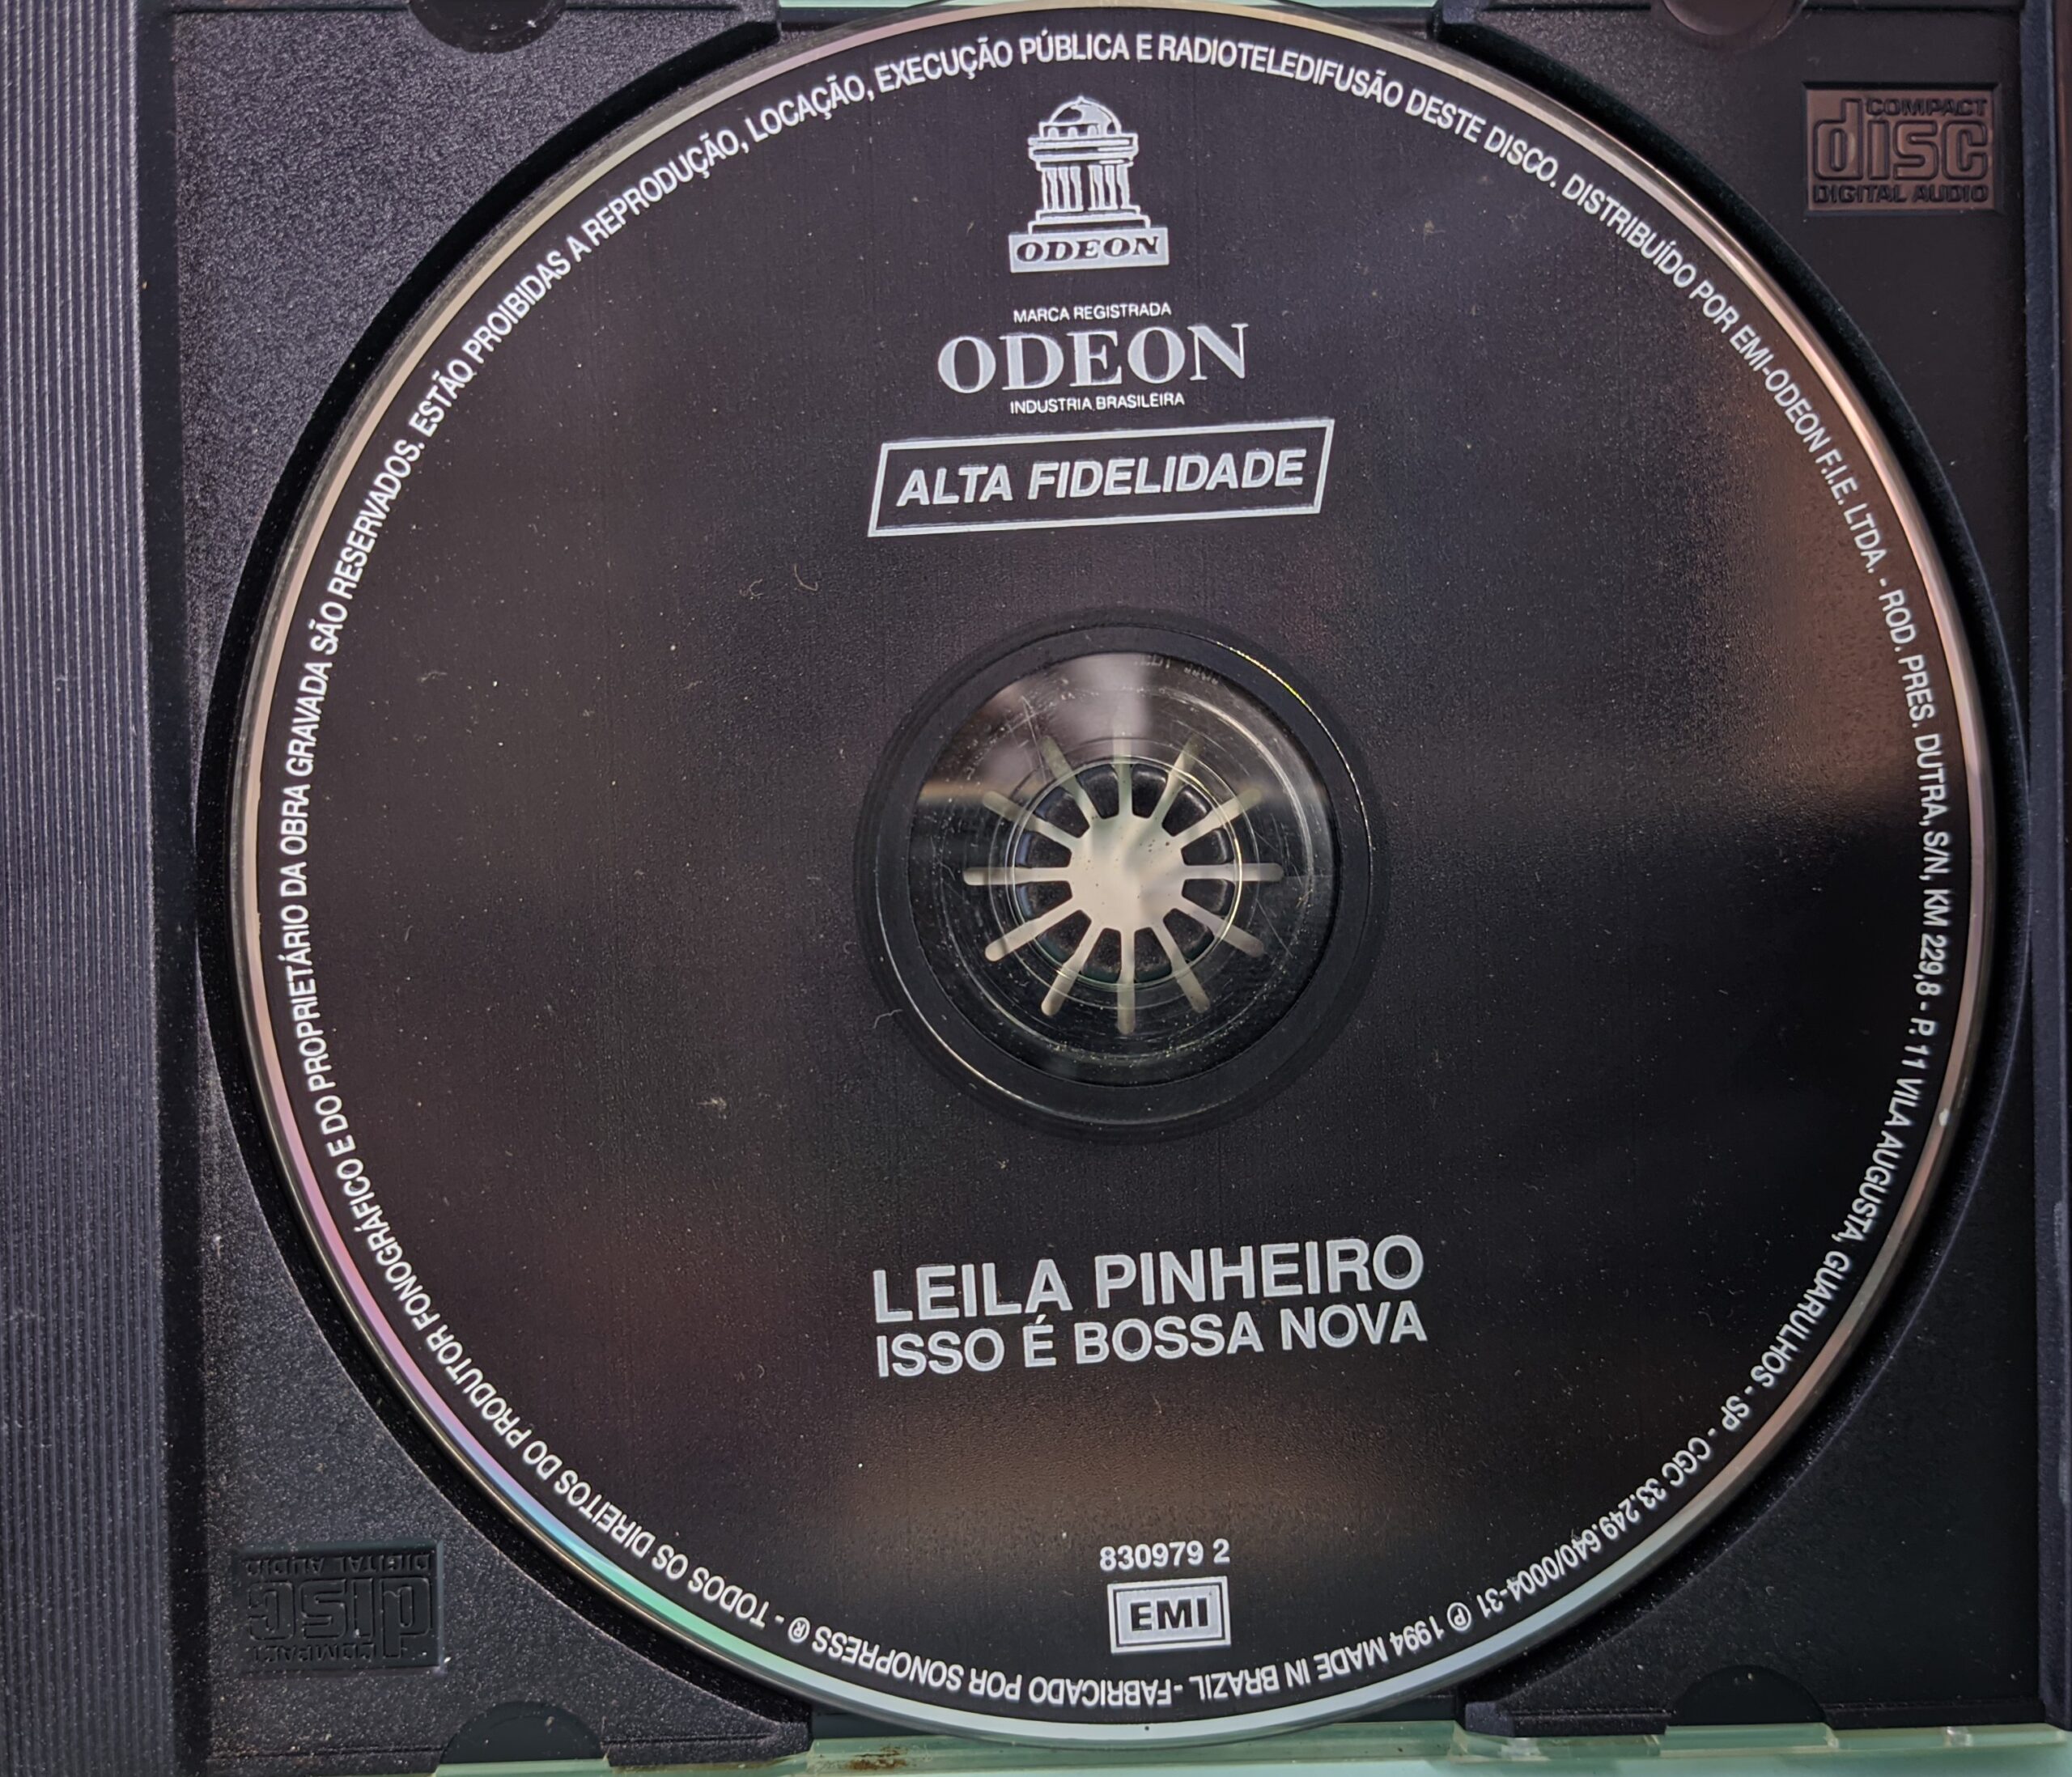 COMPACT
disc
DIGITAL AUDIO
ODEON
MARCA REGISTRADA
ODEON
INDUSTRIA BRASILEIRA
ALTA FIDELIDADE
LEILA PINHEIRO
ISSO É BOSSA NOVA
830979 2
EMI
TODOS OS DIREITOS DO PRODUTOR FONOGRÁFICO E DO PROPRIETÁRIO DA OBRA GRAVADA SÃO RESERVADOS. ESTÃO PROIBIDAS A REPRODUÇÃO, LOCAÇÃO, EXECUÇÃO PÚBLICA E RADIOTELEDIFUSÃO DESTE DISCO. DISTRIBUÍDO POR EMI-ODEON F.I.E. LTDA. - ROD. PRES. DUTRA, S/N, KM 229,8 - P. 11 VILA AUGUSTA, GUARULHOS - SP - CGC 33.249.640/0004-31 ℗ 1994 MADE IN BRAZIL - FABRICADO POR SONOPRESS ® -
COMPACT
disc
DIGITAL AUDIO